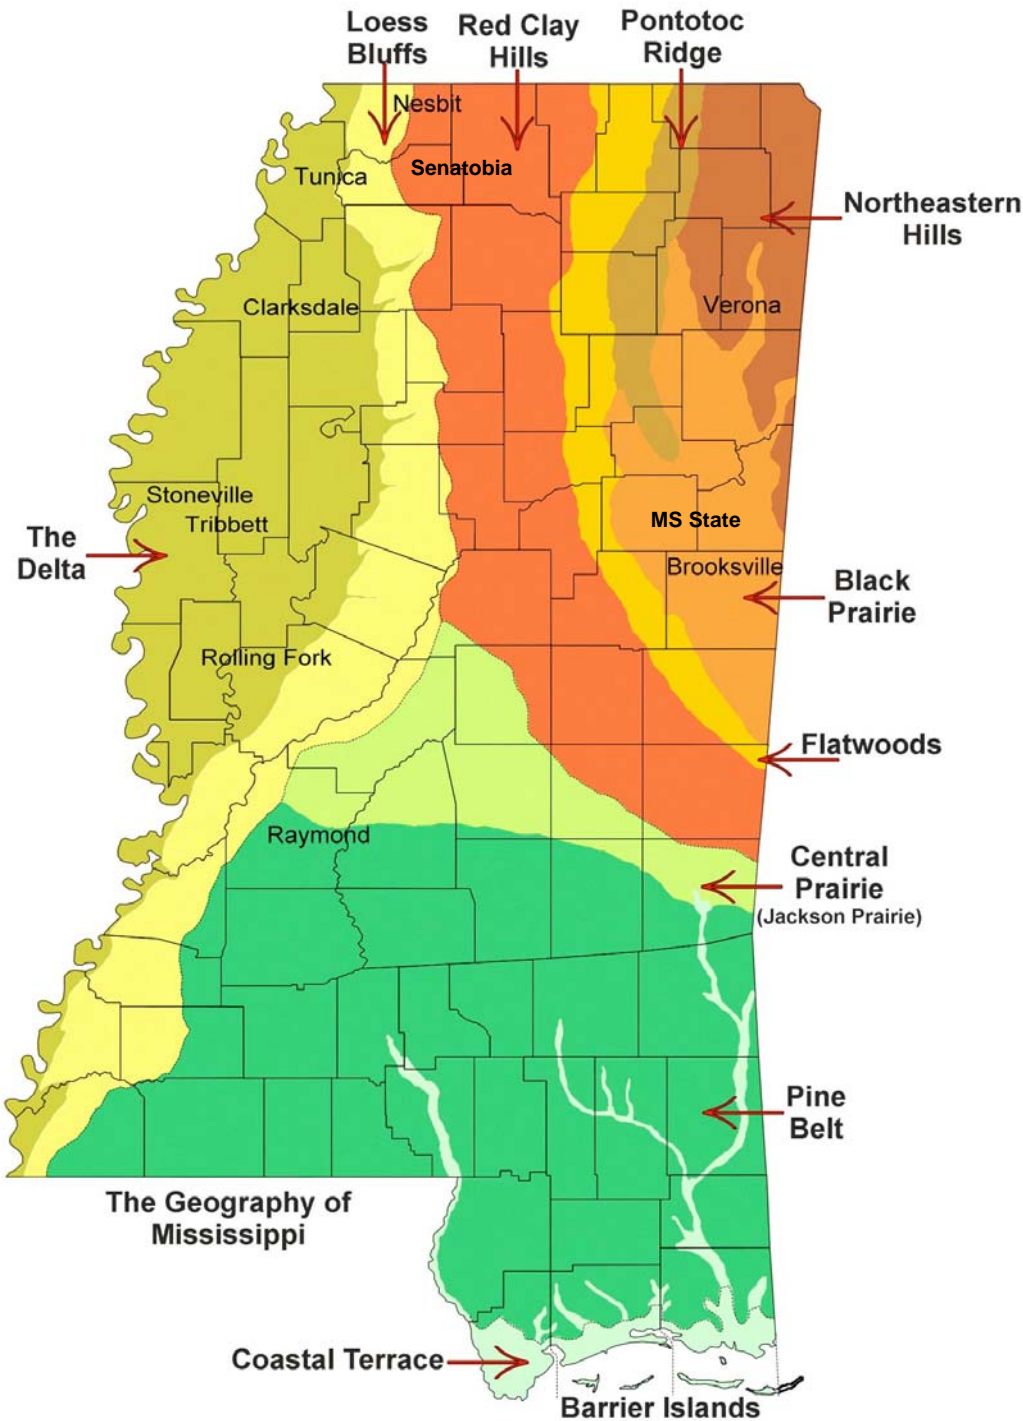 Loess
Bluffs
Red Clay
Hills
Pontotoc
Ridge
Nesbit
Tunica
Senatobia
Northeastern
Hills
Clarksdale
Verona
Stoneville
Tribbett
MS State
The
Delta
Brooksville
Black
Prairie
Rolling Fork
Flatwoods
Raymond
Central
Prairie
(Jackson Prairie)
Pine
Belt
The Geography of
Mississippi
Coastal Terrace
Barrier Islands